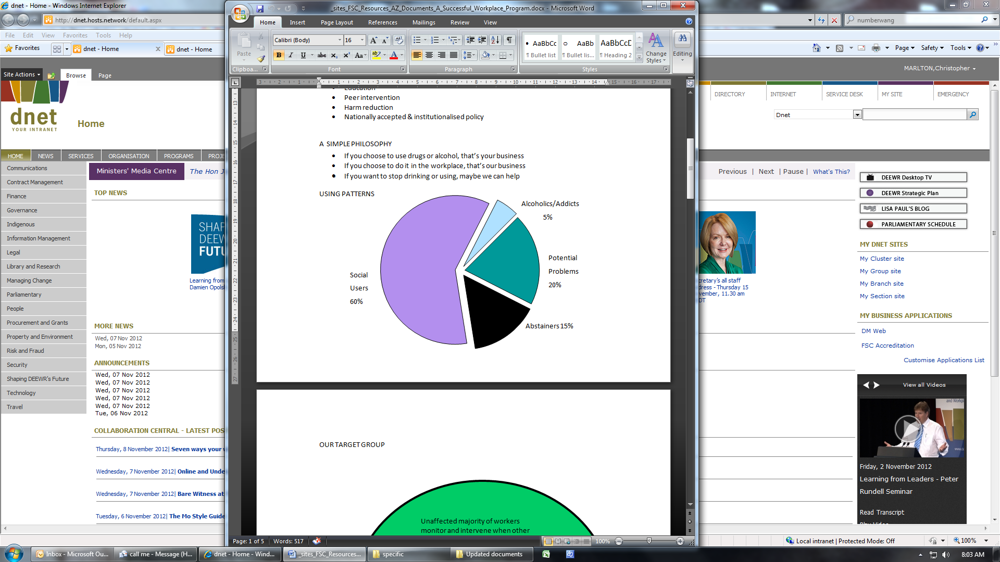 dnet - Home - Windows Internet Explorer
_sites_FSC_Resources_AZ_Documents_A_Successful_Workplace_Program.docx - Microsoft Word
http://dnet.hosts.network/default.aspx
numberwang
File Edit View Favorites Tools Help
Home Insert Page Layout References Mailings Review View
Favorites
dnet - Home
dnet - Home
Page Safety Tools
Paste
Calibri (Body) 16
AaBbCc AaBb AaBbCcD
¶ Bullet list ¶ Bullet lis... ¶ Heading 2
Change Styles
Editing
Clipboa... Font Paragraph Styles
Site Actions Browse Page
MARLTON,Christopher
dnet
YOUR INTRANET
Home
DIRECTORY INTERNET SERVICE DESK MY SITE EMERGENCY
Dnet
HOME NEWS SERVICES ORGANISATION PROGRAMS PROJE
Communications
Contract Management
Finance
Governance
Indigenous
Information Management
Legal
Library and Research
Managing Change
Parliamentary
People
Procurement and Grants
Property and Environment
Risk and Fraud
Security
Shaping DEEWR's Future
Technology
Travel
Ministers' Media Centre The Hon J
TOP NEWS
SHAP
DEEW
FUTU
Learning from
Damien Opols
MORE NEWS
Wed, 07 Nov 2012
Mon, 05 Nov 2012
ANNOUNCEMENTS
Wed, 07 Nov 2012
Wed, 07 Nov 2012
Wed, 07 Nov 2012
Wed, 07 Nov 2012
Wed, 07 Nov 2012
Tue, 06 Nov 2012
COLLABORATION CENTRAL - LATEST POS
Thursday, 8 November 2012| Seven ways your w
Wednesday, 7 November 2012| Online and Unde
Wednesday, 7 November 2012| Bare Witness at
Tuesday, 6 November 2012| The Mo Style Guide
Education
• Peer intervention
• Harm reduction
• Nationally accepted & institutionalised policy
A SIMPLE PHILOSOPHY
• If you choose to use drugs or alcohol, that's your business
• If you choose to do it in the workplace, that's our business
• If you want to stop drinking or using, maybe we can help
USING PATTERNS
Alcoholics/Addicts
5%
Potential
Problems
20%
Social
Users
60%
Abstainers 15%
OUR TARGET GROUP
Unaffected majority of workers
monitor and intervene when other
Page: 1 of 5 Words: 517 100%
Previous | Next | Pause | What's This?
cretary's all staff
dress - Thursday 15
vember, 11.30 am
DT
DEEWR Desktop TV
DEEWR Strategic Plan
LISA PAUL'S BLOG
PARLIAMENTARY SCHEDULE
MY DNET SITES
My Cluster site
My Group site
My Branch site
My Section site
MY BUSINESS APPLICATIONS
DM Web
FSC Accreditation
Customise Applications List
View all Videos
and Workpl
Friday, 2 November 2012
Learning from Leaders - Peter
Rundell Seminar
Read Transcript
Play Video
Local intranet | Protected Mode: Off 100%
Inbox - Microsoft Ou... call me - Message (H... dnet - Home - Wind... _sites_FSC_Resources... specific Updated documents 8:03 AM